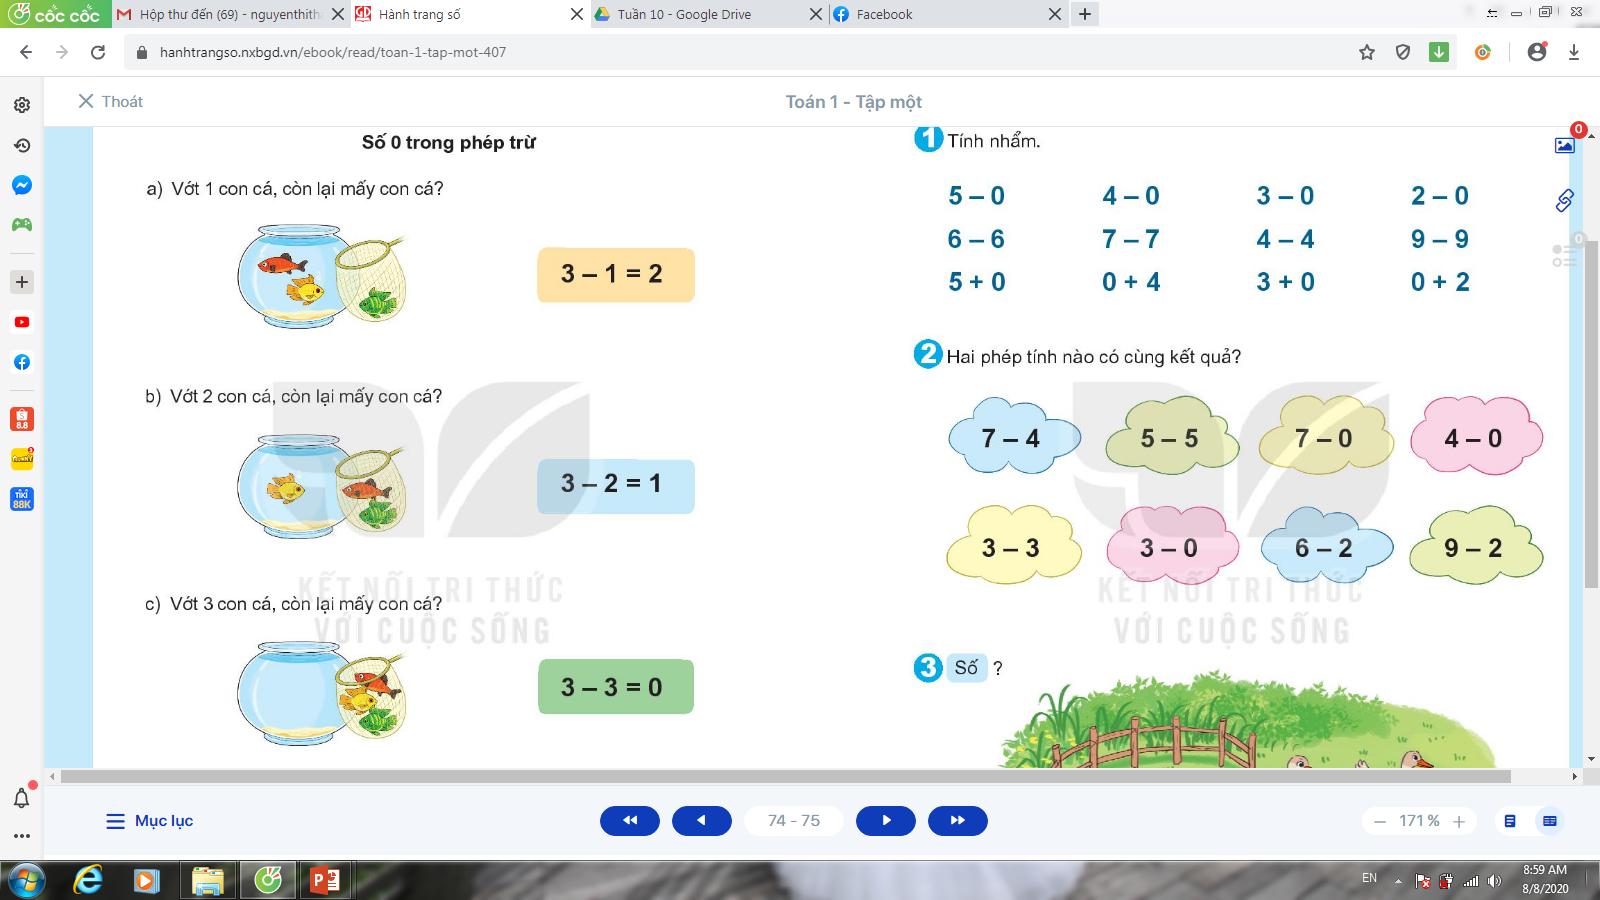 cốc cốc
Hộp thư đến (69) - nguyenthith
Hành trang số
Tuần 10 - Google Drive
Facebook
hanhtrangso.nxbgd.vn/ebook/read/toan-1-tap-mot-407
Thoát
Toán 1 - Tập một
Số 0 trong phép trừ
a) Vớt 1 con cá, còn lại mấy con cá?
3 – 1 = 2
b) Vớt 2 con cá, còn lại mấy con cá?
3 – 2 = 1
c) Vớt 3 con cá, còn lại mấy con cá?
3 – 3 = 0
KẾT NỐI TRI THỨC
VỚI CUỘC SỐNG
1 Tính nhẩm.
5 – 0 4 – 0 3 – 0 2 – 0
6 – 6 7 – 7 4 – 4 9 – 9
5 + 0 0 + 4 3 + 0 0 + 2
2 Hai phép tính nào có cùng kết quả?
7 – 4 5 – 5 7 – 0 4 – 0
3 – 3 3 – 0 6 – 2 9 – 2
KẾT NỐI TRI THỨC
VỚI CUỘC SỐNG
3 Số ?
0
0
8.8
TIKI
88K
Mục lục
74 - 75
171 %
EN
8:59 AM
8/8/2020